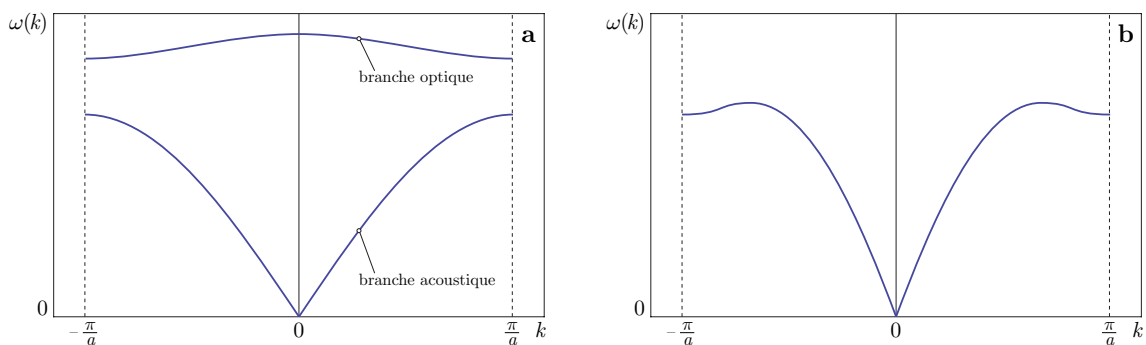 ω(k)
a
branche optique
branche acoustique
0
−π/a
0
π/a
k
ω(k)
b
0
−π/a
0
π/a
k